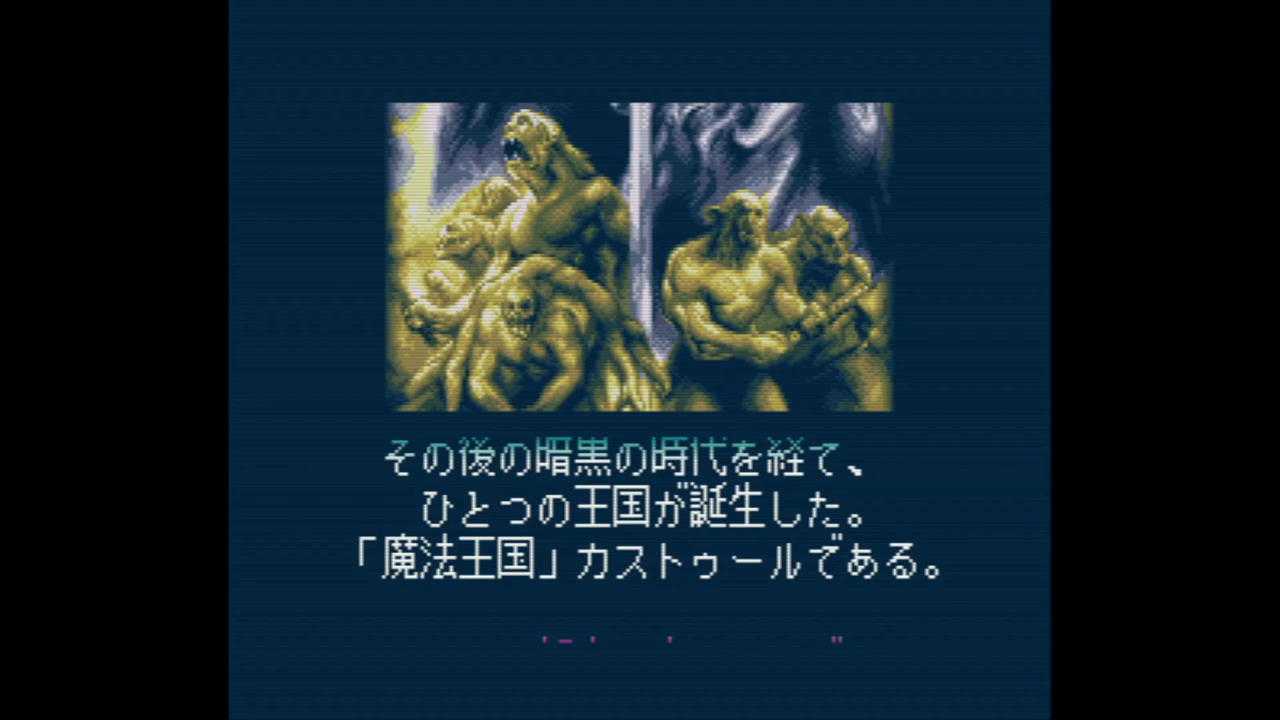 その後の暗黒の時代を経て、
ひとつの王国が誕生した。
「魔法王国」カストゥールである。